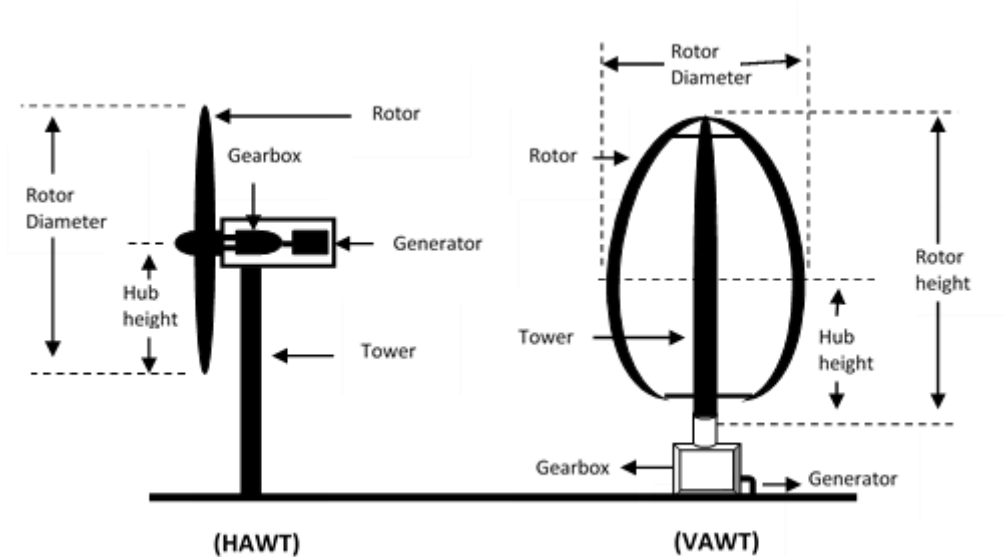 Rotor
Diameter
Rotor
Gearbox
Rotor
Diameter
Generator
Hub
height
Tower
(HAWT)
Rotor
Rotor
height
Tower
Hub
height
Gearbox
Generator
(VAWT)